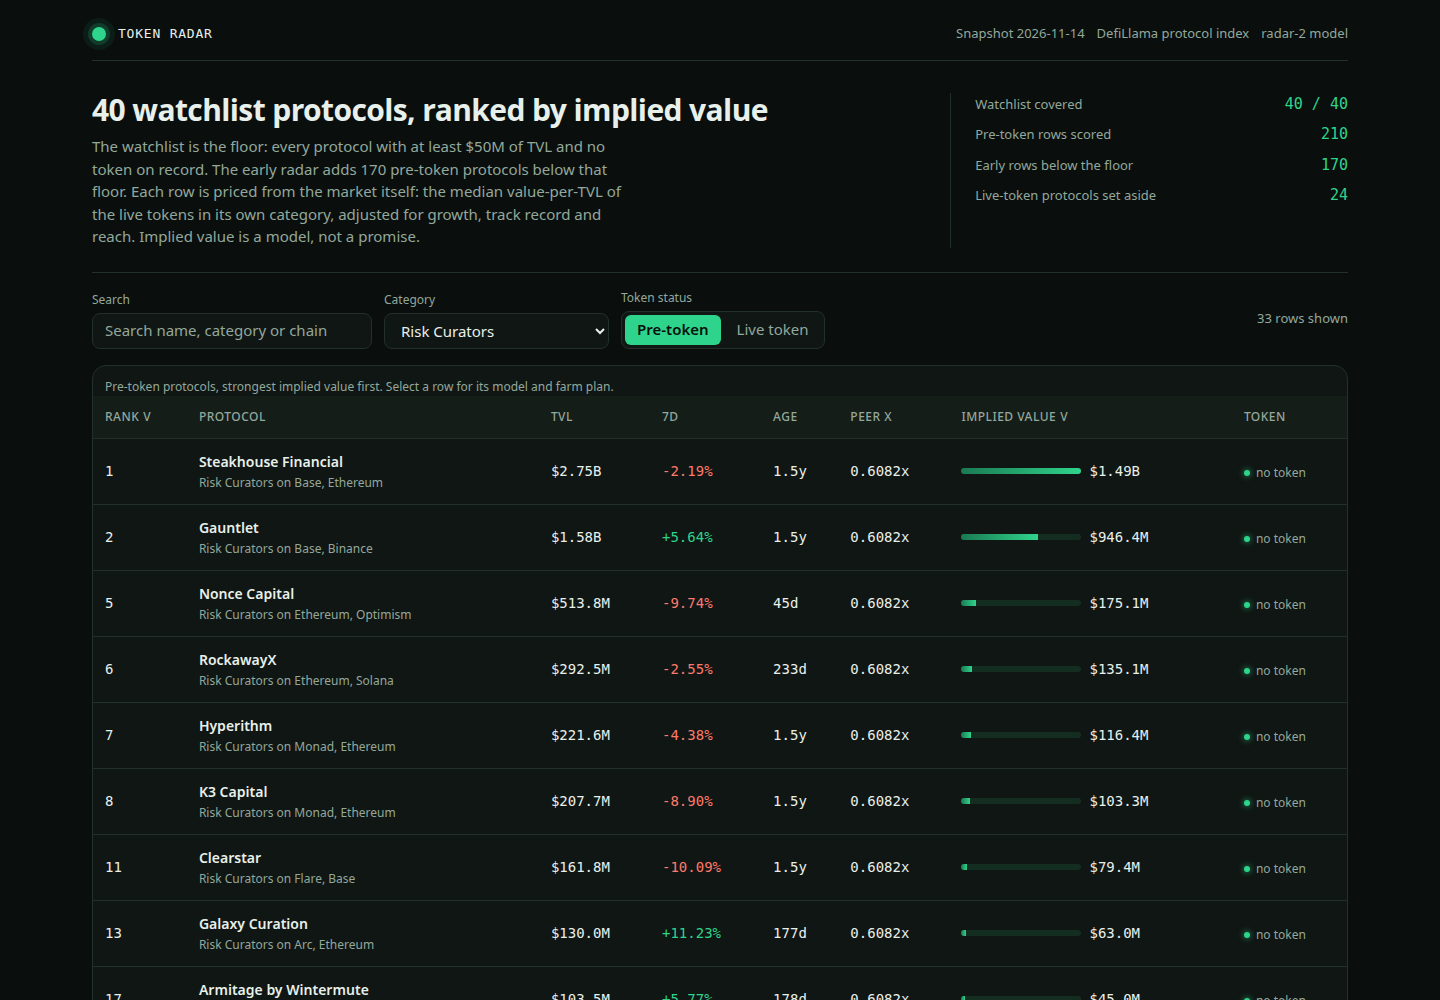 TOKEN RADAR
Snapshot 2026-11-14 DefiLlama protocol index radar-2 model
40 watchlist protocols, ranked by implied value
The watchlist is the floor: every protocol with at least $50M of TVL and no
token on record. The early radar adds 170 pre-token protocols below that
floor. Each row is priced from the market itself: the median value-per-TVL of
the live tokens in its own category, adjusted for growth, track record and
reach. Implied value is a model, not a promise.
Watchlist covered 40 / 40
Pre-token rows scored 210
Early rows below the floor 170
Live-token protocols set aside 24
Search
Search name, category or chain
Category
Risk Curators
Token status
Pre-token Live token
33 rows shown
Pre-token protocols, strongest implied value first. Select a row for its model and farm plan.
RANK V PROTOCOL TVL 7D AGE PEER X IMPLIED VALUE V TOKEN
1 Steakhouse Financial $2.75B -2.19% 1.5y 0.6082x $1.49B no token
Risk Curators on Base, Ethereum
2 Gauntlet $1.58B +5.64% 1.5y 0.6082x $946.4M no token
Risk Curators on Base, Binance
5 Nonce Capital $513.8M -9.74% 45d 0.6082x $175.1M no token
Risk Curators on Ethereum, Optimism
6 RockawayX $292.5M -2.55% 233d 0.6082x $135.1M no token
Risk Curators on Ethereum, Solana
7 Hyperithm $221.6M -4.38% 1.5y 0.6082x $116.4M no token
Risk Curators on Monad, Ethereum
8 K3 Capital $207.7M -8.90% 1.5y 0.6082x $103.3M no token
Risk Curators on Monad, Ethereum
11 Clearstar $161.8M -10.09% 1.5y 0.6082x $79.4M no token
Risk Curators on Flare, Base
13 Galaxy Curation $130.0M +11.23% 177d 0.6082x $63.0M no token
Risk Curators on Arc, Ethereum
17 Armitage by Wintermute $103.5M +5.77% 178d 0.6082x $45.0M no token